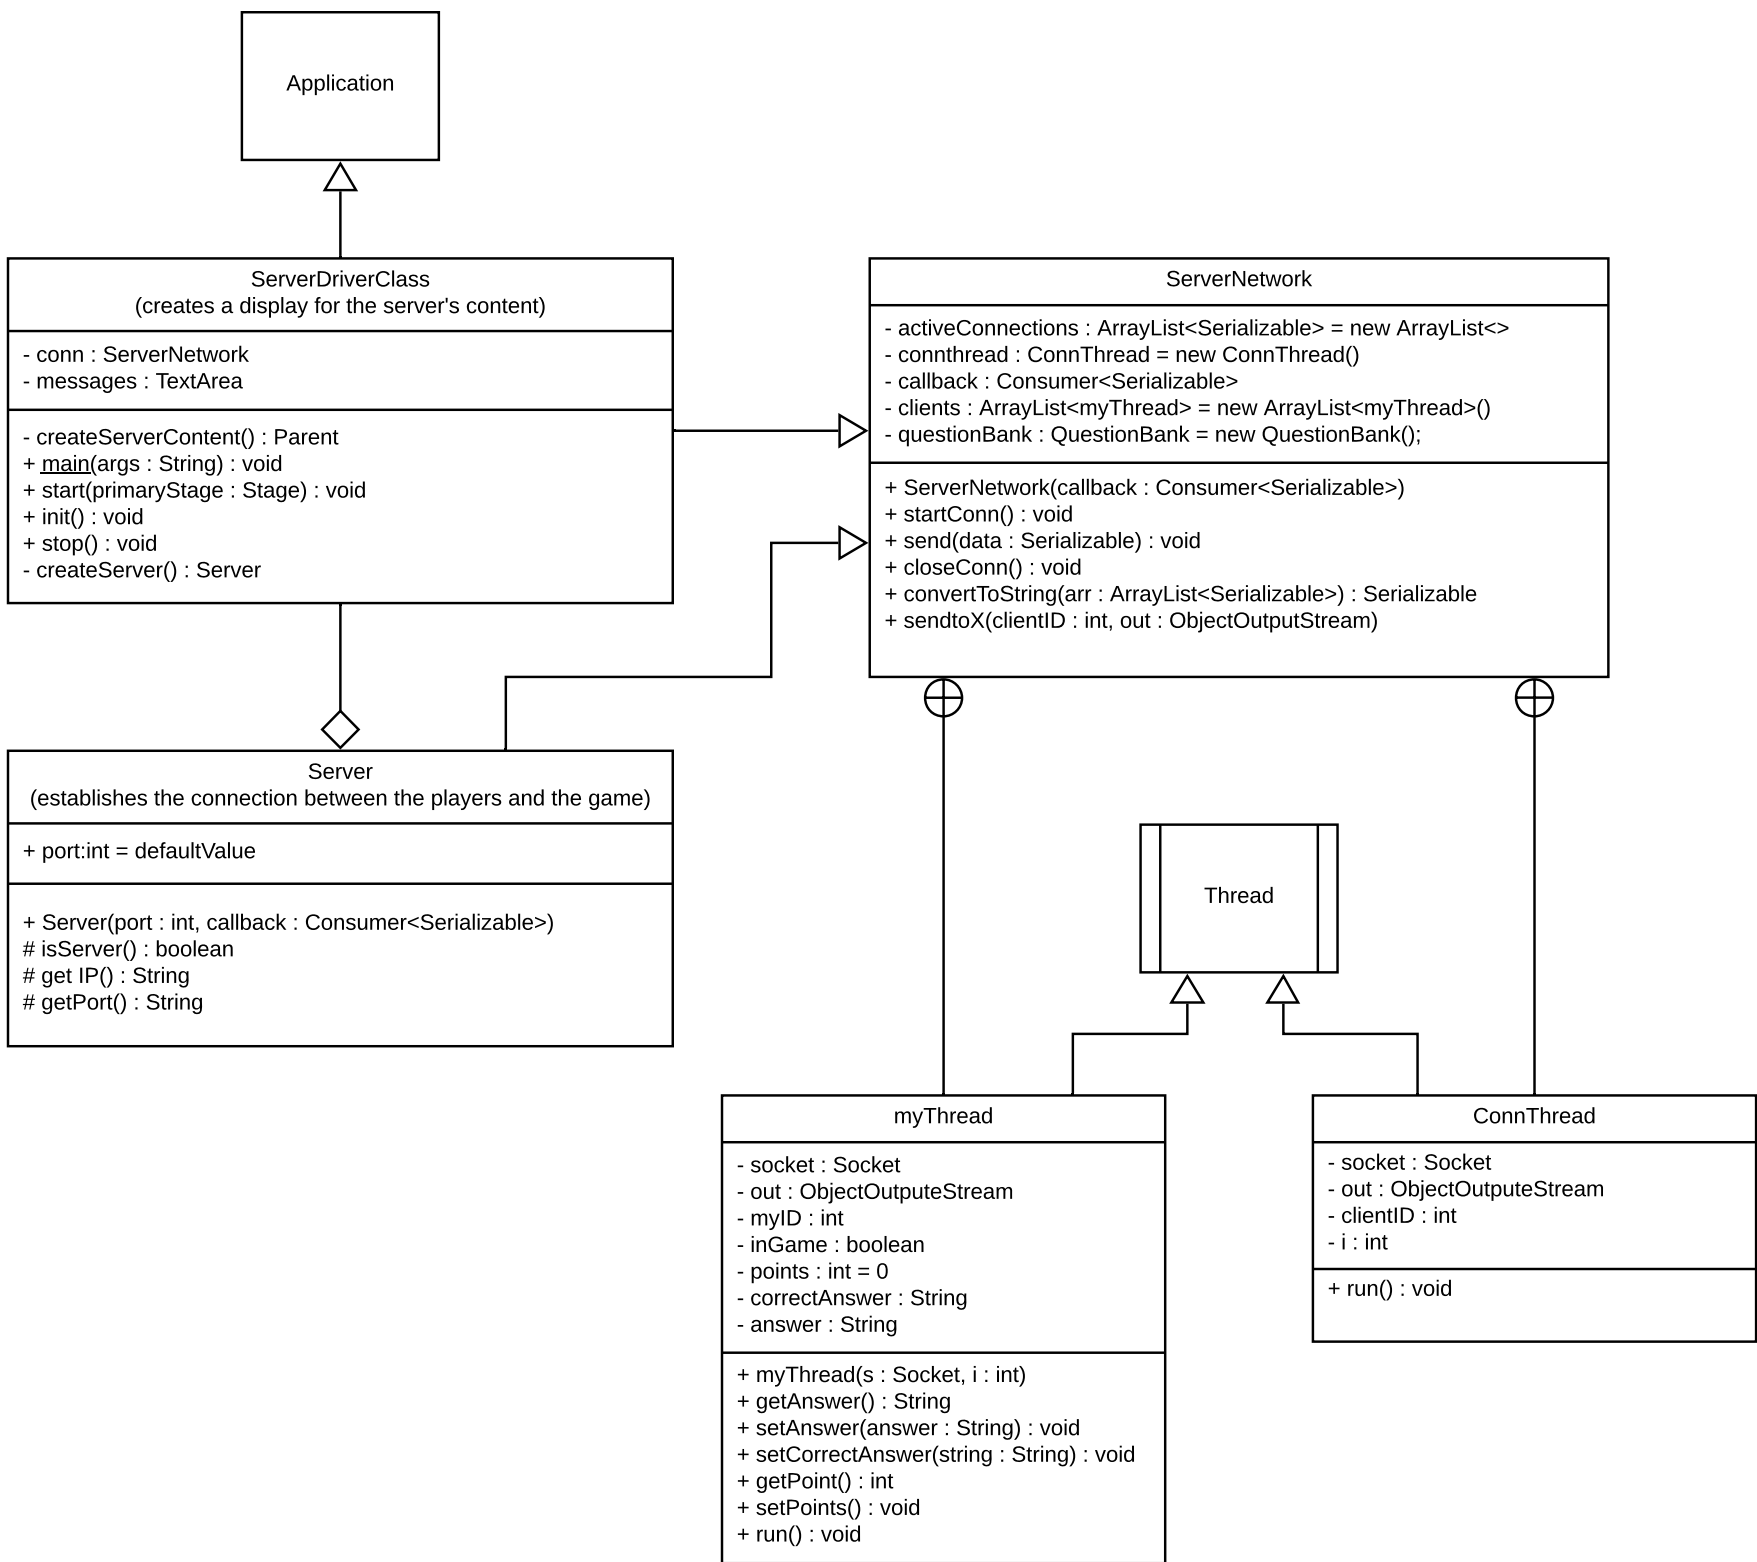 Application
ServerDriverClass
(creates a display for the server's content)
- conn : ServerNetwork
- messages : TextArea
- createServerContent() : Parent
+ main(args : String) : void
+ start(primaryStage : Stage) : void
+ init() : void
+ stop() : void
- createServer() : Server
ServerNetwork
- activeConnections : ArrayList<Serializable> = new ArrayList<>
- connthread : ConnThread = new ConnThread()
- callback : Consumer<Serializable>
- clients : ArrayList<myThread> = new ArrayList<myThread>()
- questionBank : QuestionBank = new QuestionBank();
+ ServerNetwork(callback : Consumer<Serializable>)
+ startConn() : void
+ send(data : Serializable) : void
+ closeConn() : void
+ convertToString(arr : ArrayList<Serializable>) : Serializable
+ sendtoX(clientID : int, out : ObjectOutputStream)
Server
(establishes the connection between the players and the game)
+ port:int = defaultValue
+ Server(port : int, callback : Consumer<Serializable>)
# isServer() : boolean
# get IP() : String
# getPort() : String
Thread
myThread
- socket : Socket
- out : ObjectOutputeStream
- myID : int
- inGame : boolean
- points : int = 0
- correctAnswer : String
- answer : String
+ myThread(s : Socket, i : int)
+ getAnswer() : String
+ setAnswer(answer : String) : void
+ setCorrectAnswer(string : String) : void
+ getPoint() : int
+ setPoints() : void
+ run() : void
ConnThread
- socket : Socket
- out : ObjectOutputeStream
- clientID : int
- i : int
+ run() : void